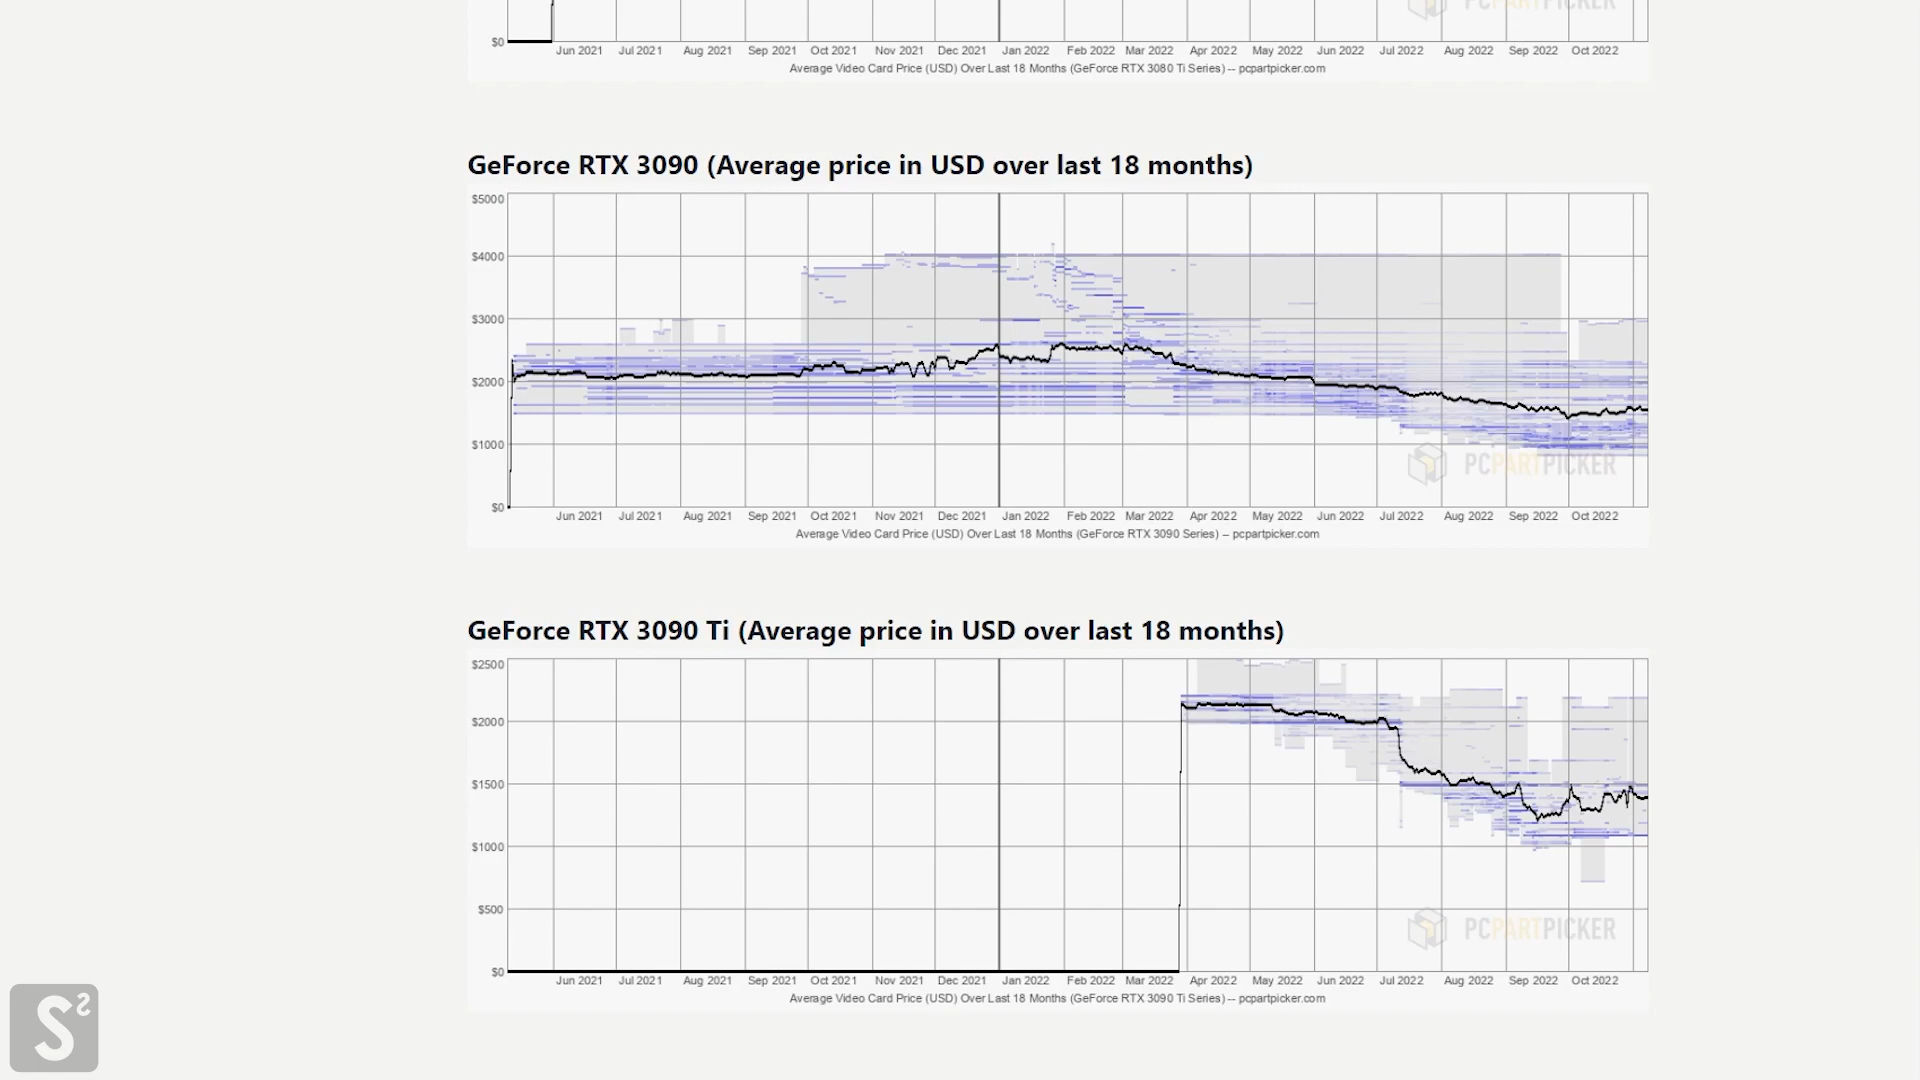 PCPARTPICKER
$0
Jun 2021 Jul 2021 Aug 2021 Sep 2021 Oct 2021 Nov 2021 Dec 2021 Jan 2022 Feb 2022 Mar 2022 Apr 2022 May 2022 Jun 2022 Jul 2022 Aug 2022 Sep 2022 Oct 2022
Average Video Card Price (USD) Over Last 18 Months (GeForce RTX 3080 Ti Series) -- pcpartpicker.com
GeForce RTX 3090 (Average price in USD over last 18 months)
$5000
$4000
$3000
$2000
$1000
PCPARTPICKER
$0
Jun 2021 Jul 2021 Aug 2021 Sep 2021 Oct 2021 Nov 2021 Dec 2021 Jan 2022 Feb 2022 Mar 2022 Apr 2022 May 2022 Jun 2022 Jul 2022 Aug 2022 Sep 2022 Oct 2022
Average Video Card Price (USD) Over Last 18 Months (GeForce RTX 3090 Series) -- pcpartpicker.com
GeForce RTX 3090 Ti (Average price in USD over last 18 months)
$2500
$2000
$1500
$1000
$500
PCPARTPICKER
$0
Jun 2021 Jul 2021 Aug 2021 Sep 2021 Oct 2021 Nov 2021 Dec 2021 Jan 2022 Feb 2022 Mar 2022 Apr 2022 May 2022 Jun 2022 Jul 2022 Aug 2022 Sep 2022 Oct 2022
Average Video Card Price (USD) Over Last 18 Months (GeForce RTX 3090 Ti Series) -- pcpartpicker.com
S2